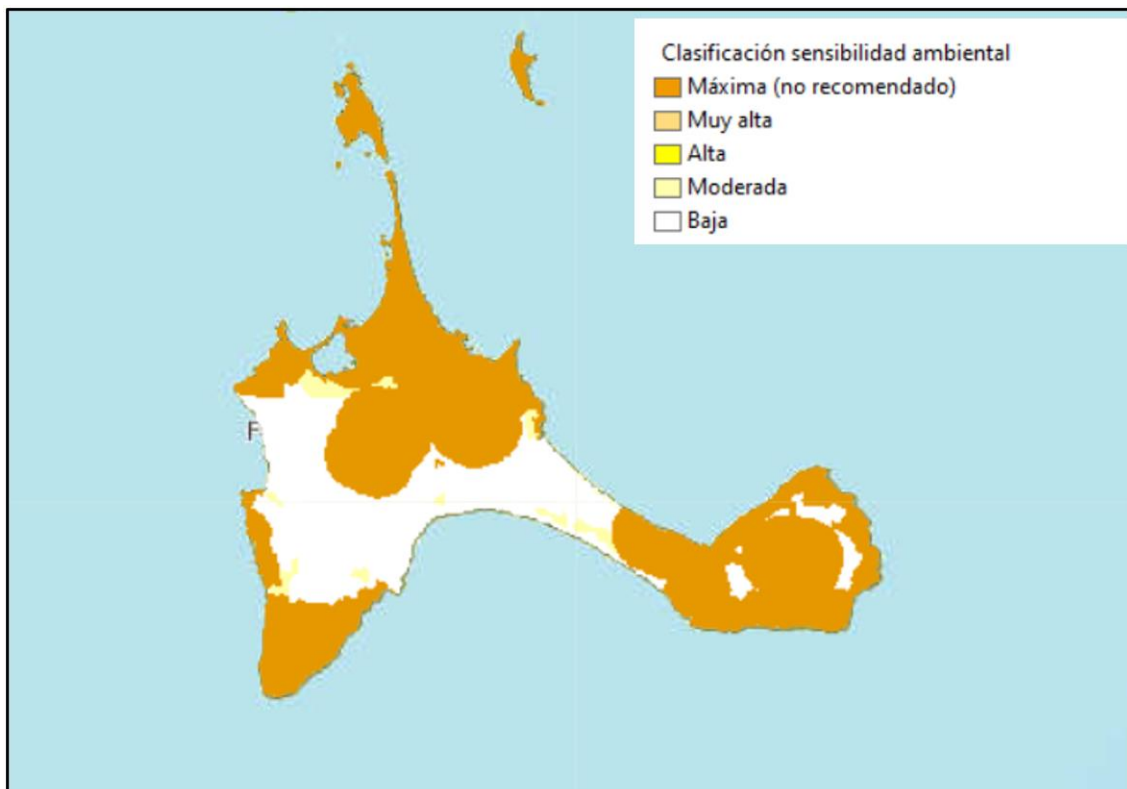 Clasificación sensibilidad ambiental
Máxima (no recomendado)
Muy alta
Alta
Moderada
Baja
F